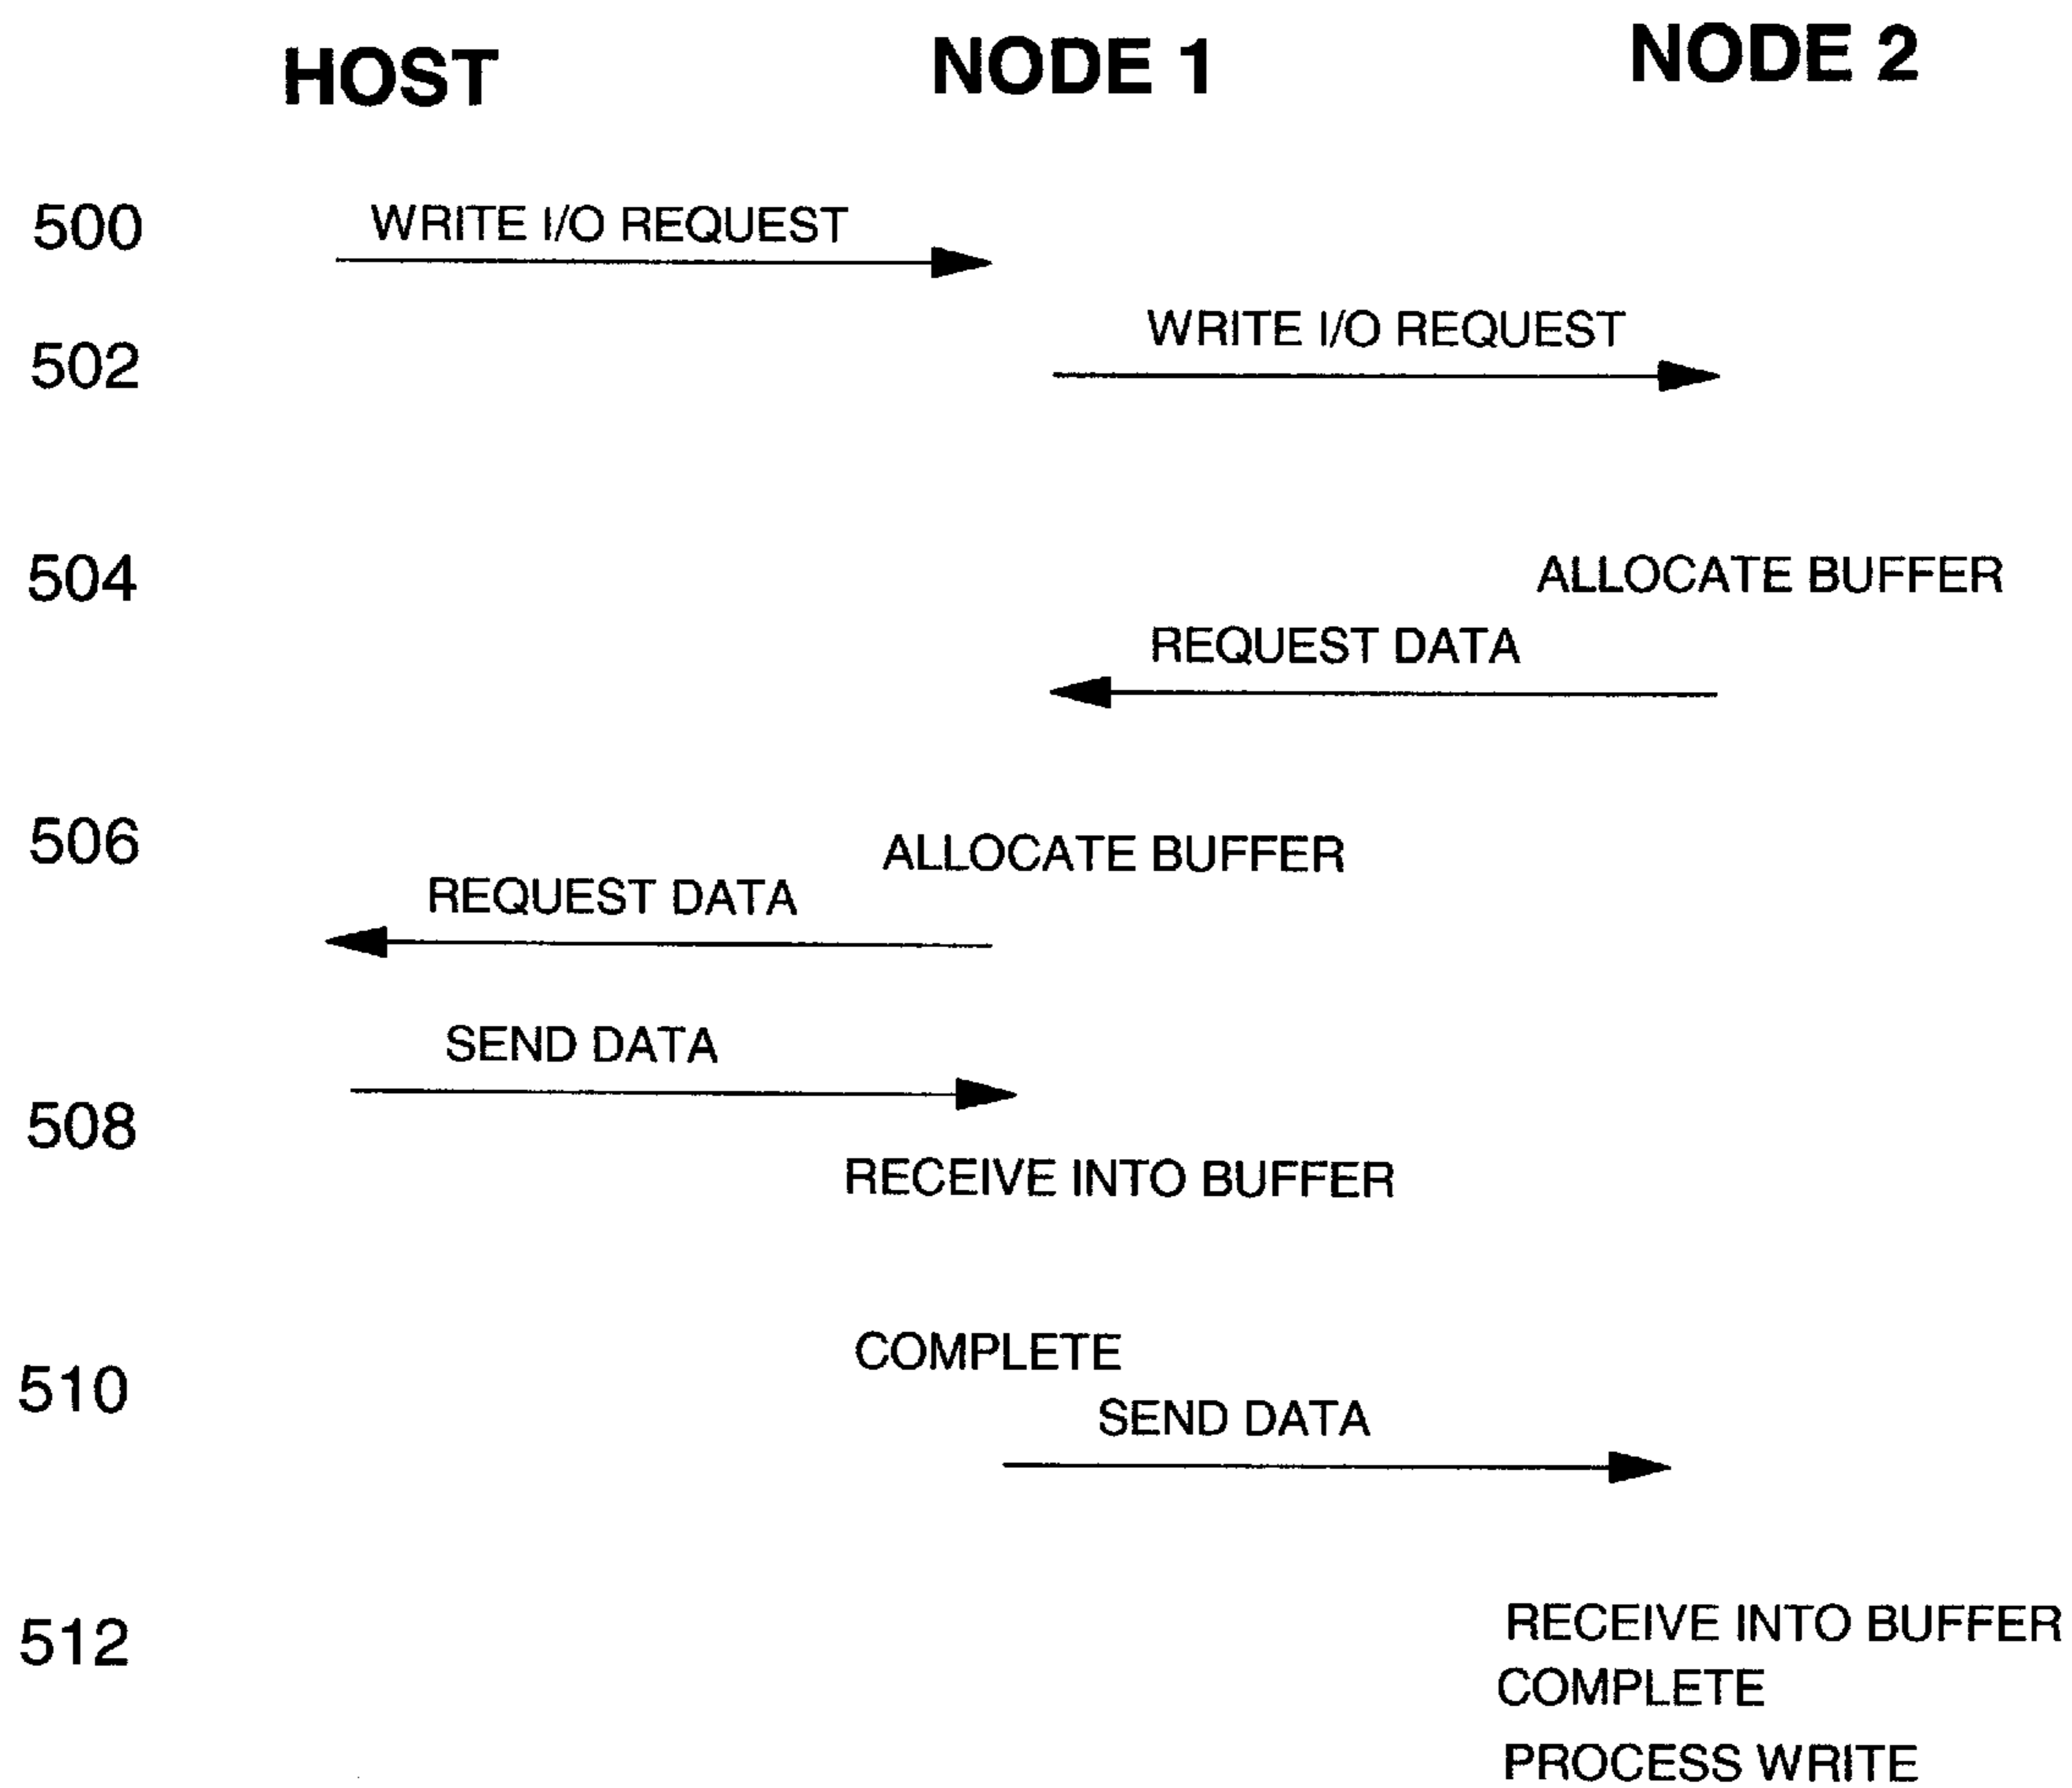 HOST NODE 1 NODE 2
500 WRITE I/O REQUEST
502 WRITE I/O REQUEST
504 ALLOCATE BUFFER
REQUEST DATA
506 ALLOCATE BUFFER
REQUEST DATA
SEND DATA
508
RECEIVE INTO BUFFER
COMPLETE
510
SEND DATA
512 RECEIVE INTO BUFFER
COMPLETE
PROCESS WRITE